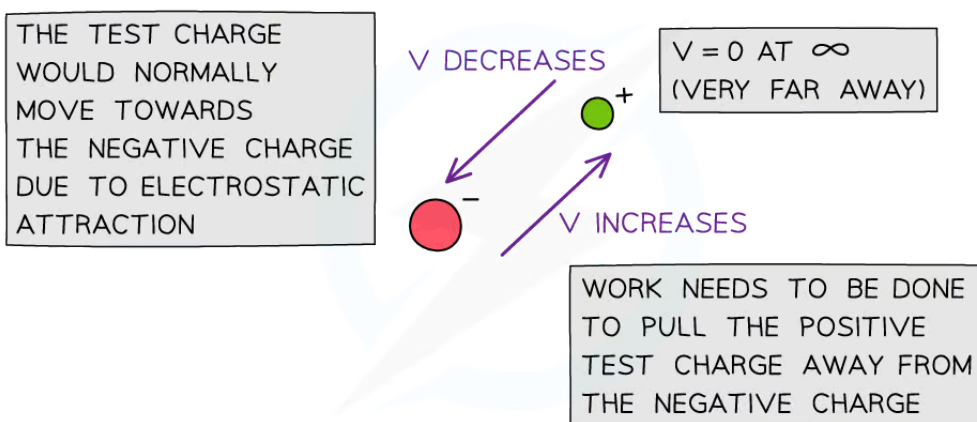 THE TEST CHARGE
WOULD NORMALLY
MOVE TOWARDS
THE NEGATIVE CHARGE
DUE TO ELECTROSTATIC
ATTRACTION
V DECREASES
+
V = 0 AT ∞
(VERY FAR AWAY)
−
V INCREASES
WORK NEEDS TO BE DONE
TO PULL THE POSITIVE
TEST CHARGE AWAY FROM
THE NEGATIVE CHARGE